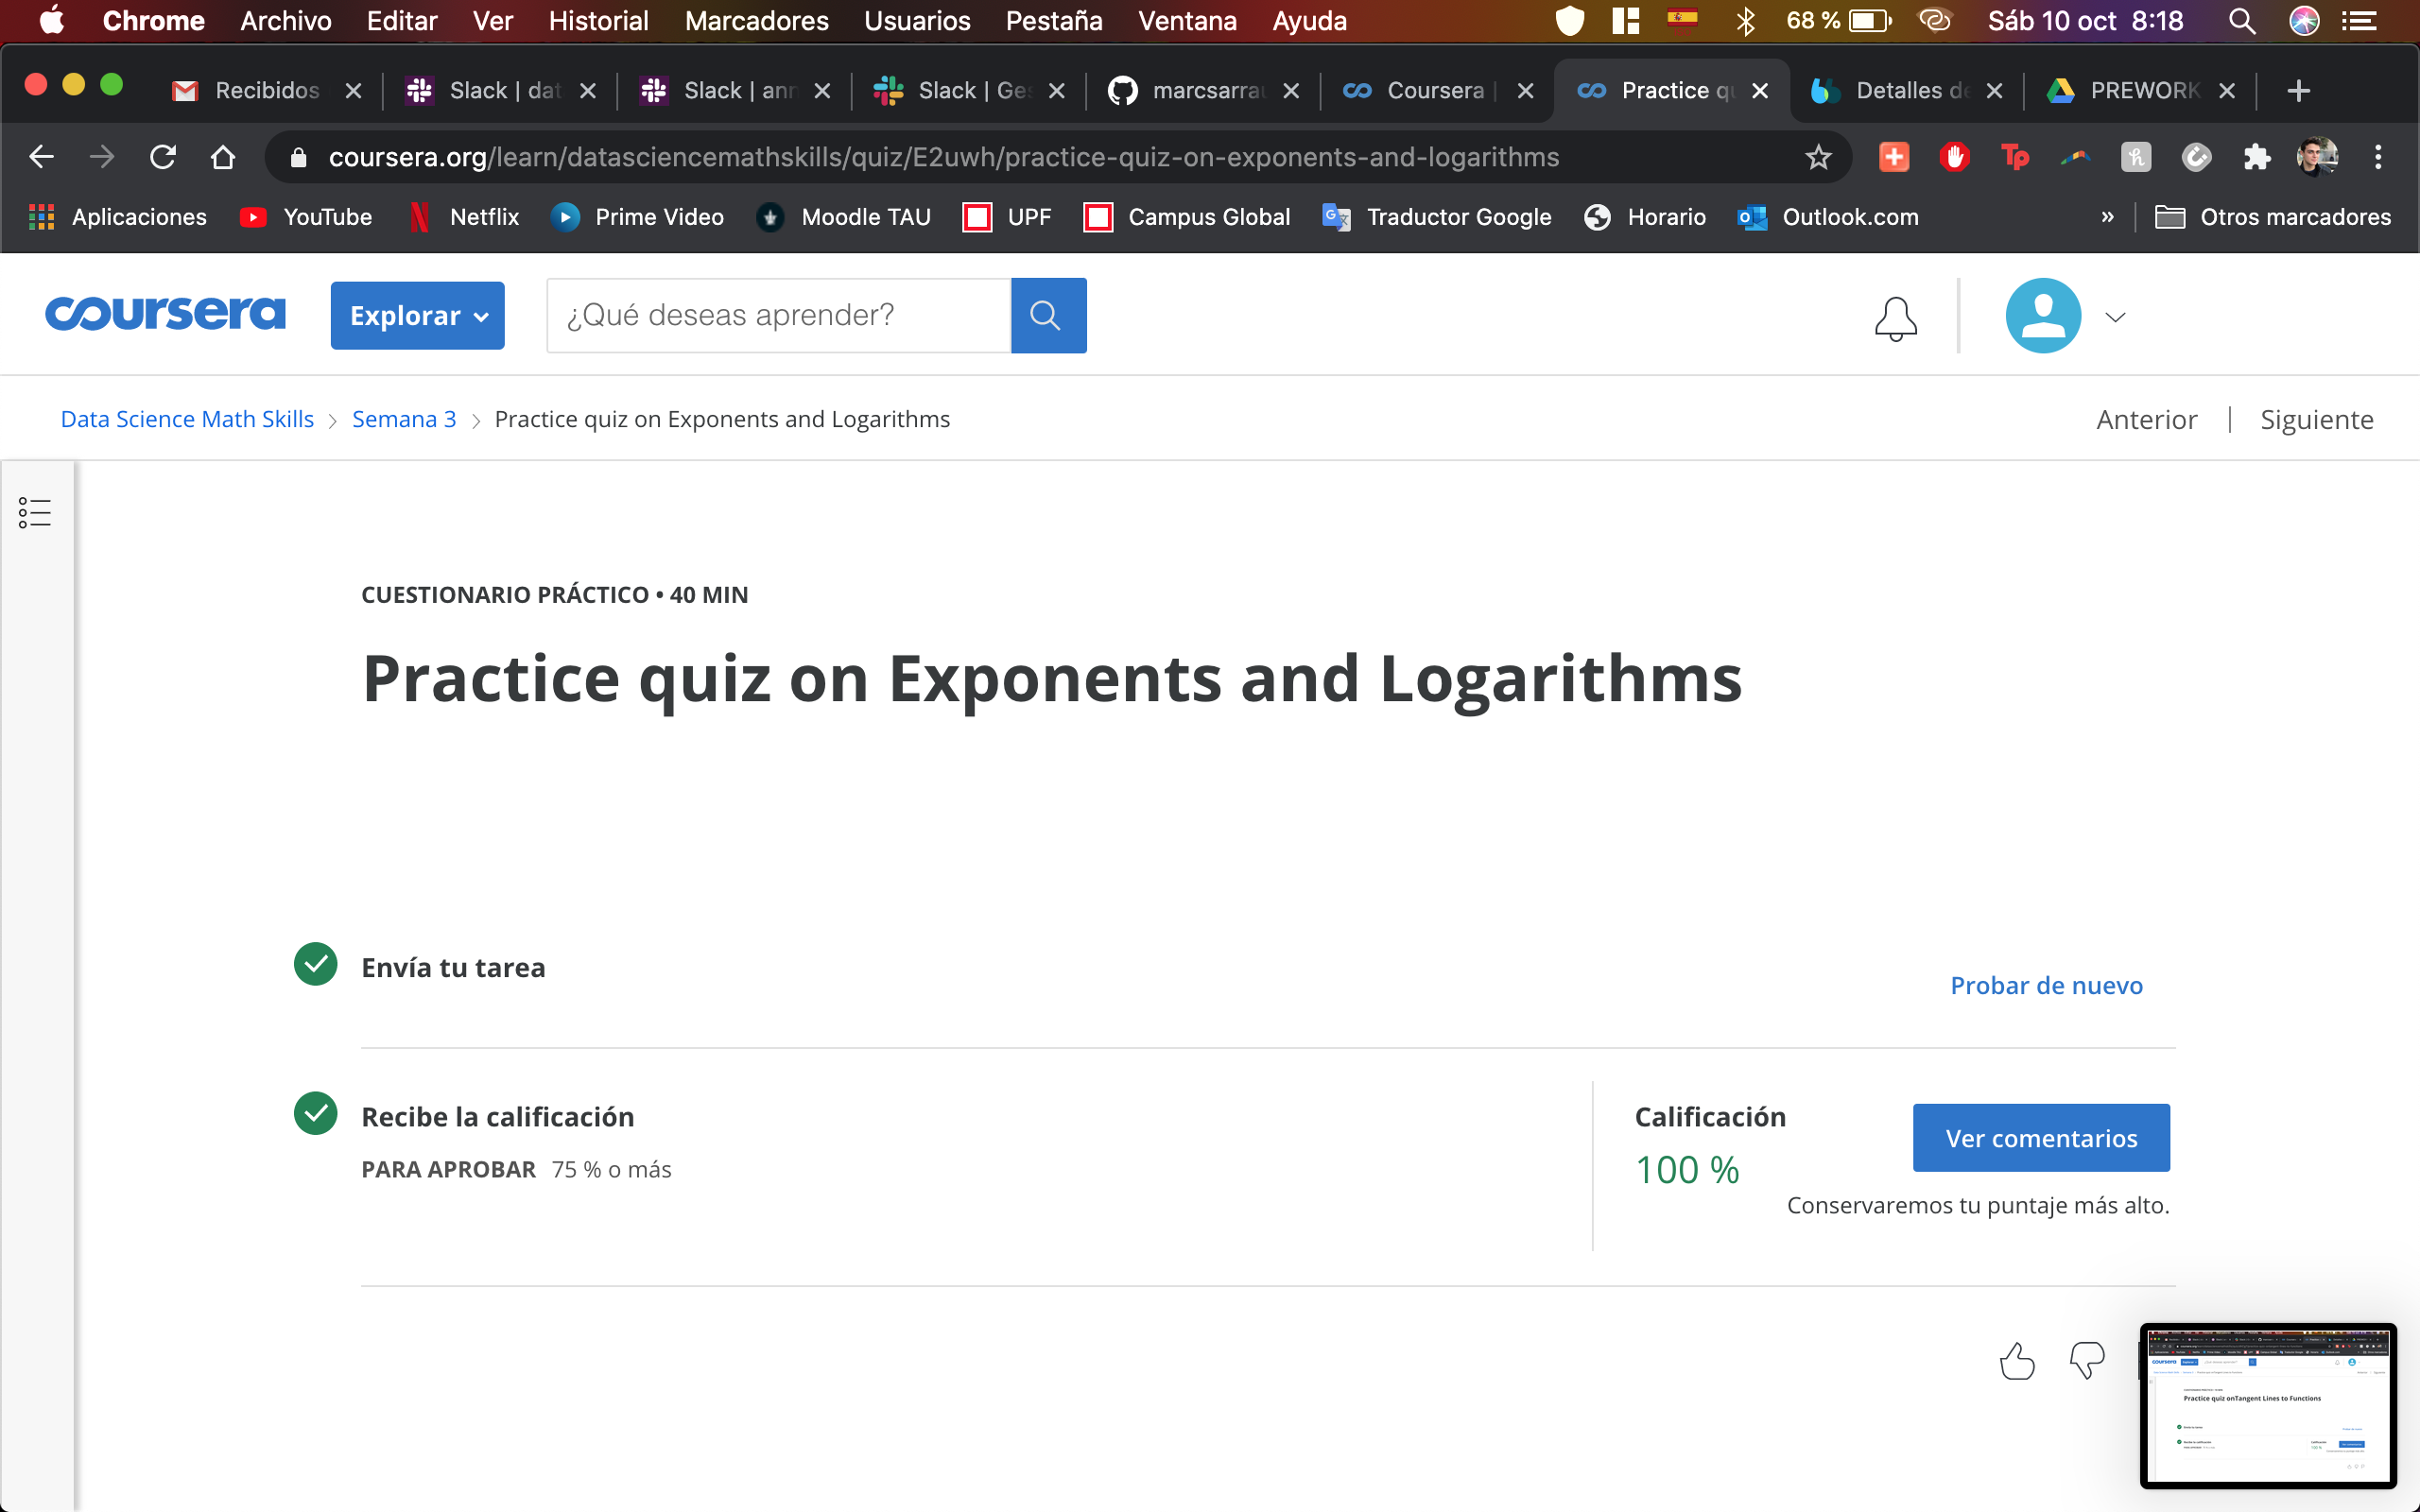 Chrome Archivo Editar Ver Historial Marcadores Usuarios Pestaña Ventana Ayuda 68 % Sáb 10 oct 8:18
Recibidos Slack | dat Slack | ann Slack | Ges marcsarrau Coursera | Practice qu Detalles de PREWORK
coursera.org/learn/datasciencemathskills/quiz/E2uwh/practice-quiz-on-exponents-and-logarithms
Aplicaciones YouTube Netflix Prime Video Moodle TAU UPF Campus Global Traductor Google Horario Outlook.com » Otros marcadores
coursera Explorar ¿Qué deseas aprender?
Data Science Math Skills > Semana 3 > Practice quiz on Exponents and Logarithms Anterior | Siguiente
CUESTIONARIO PRÁCTICO • 40 MIN
Practice quiz on Exponents and Logarithms
Envía tu tarea
Probar de nuevo
Recibe la calificación
PARA APROBAR 75 % o más
Calificación
100 %
Ver comentarios
Conservaremos tu puntaje más alto.
Practice quiz onTangent Lines to Functions